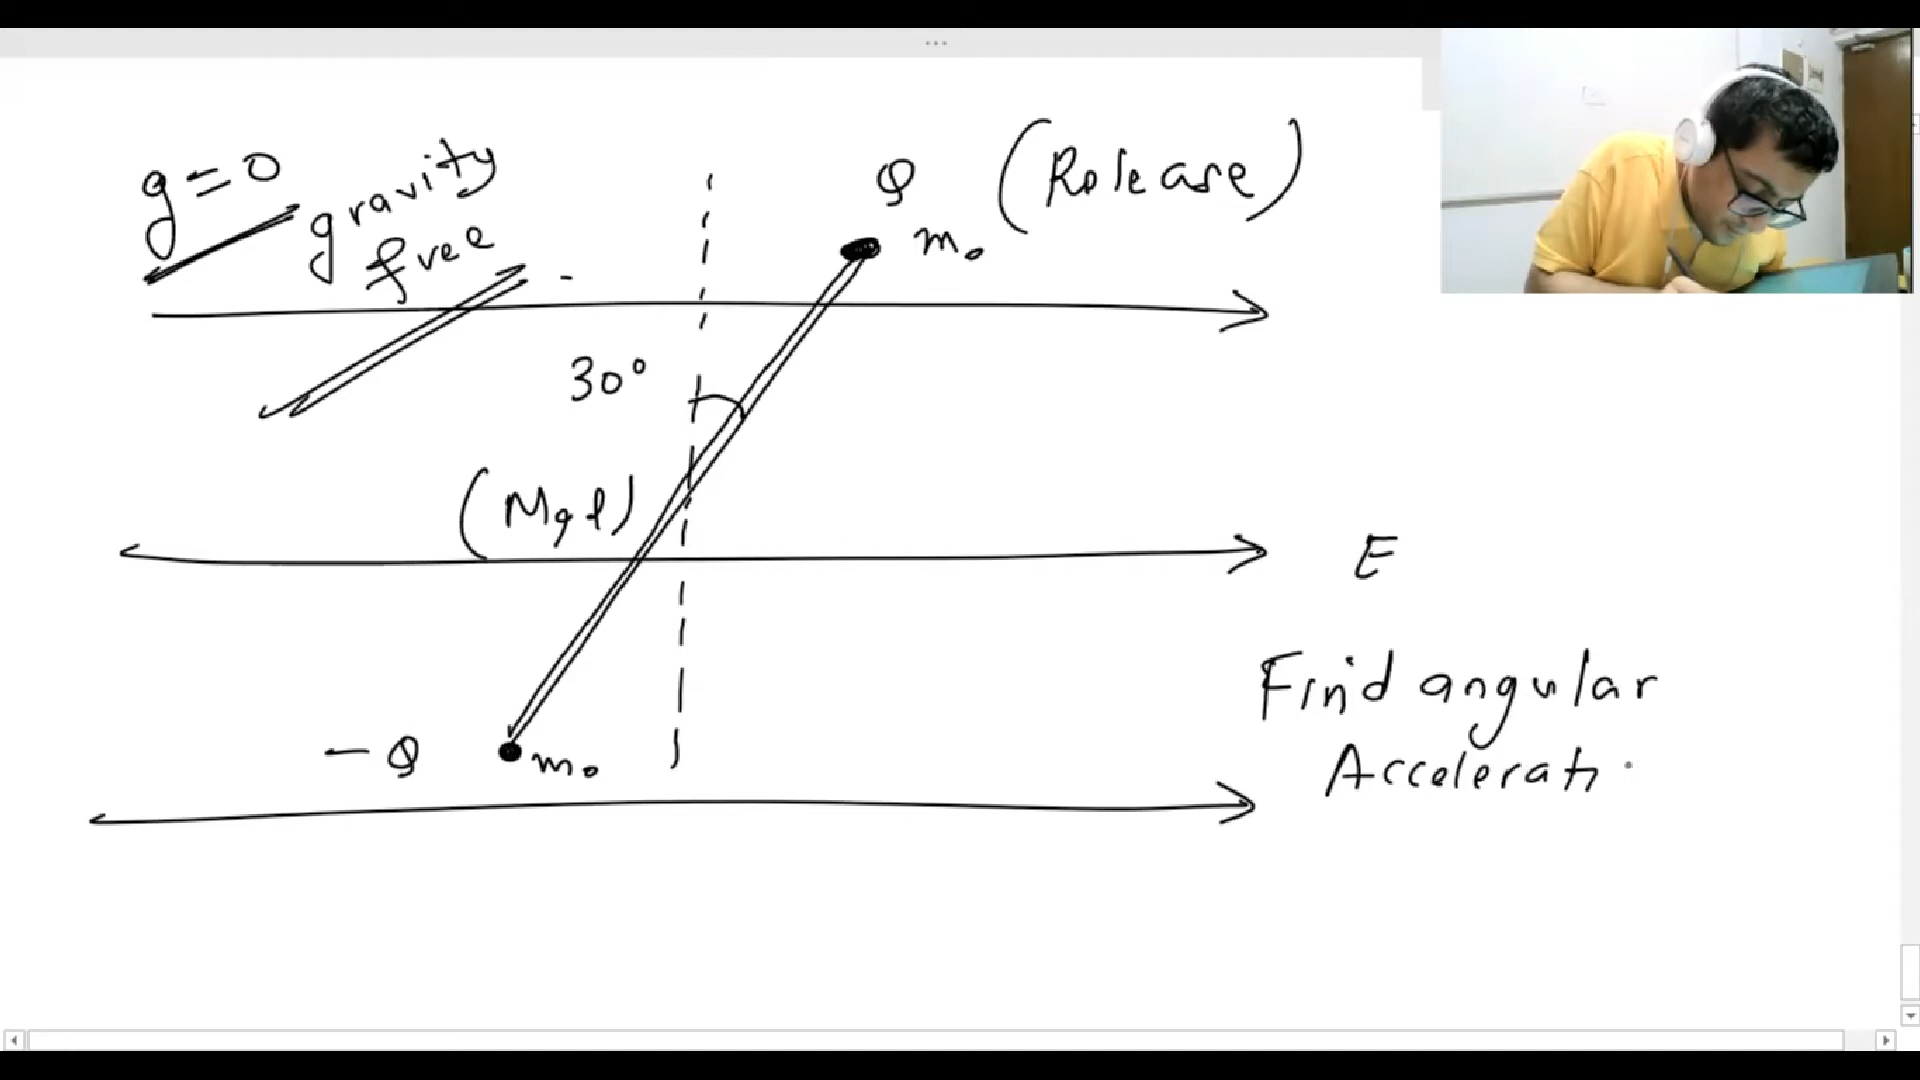 g=0
gravity
free
Q
(Release)
m₀
30°
(M, l)
E
-Q
m₀
Find angular
Accelerati